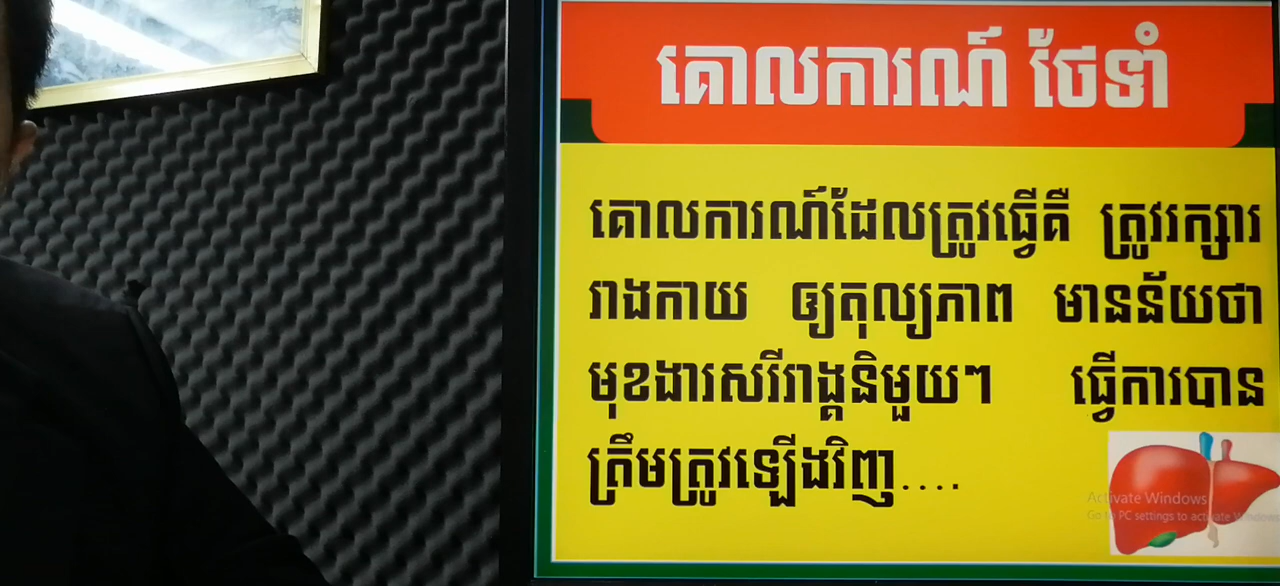 គោលការណ៍ ថែទាំ
គោលការណ៍ដែលត្រូវធ្វើគឺ ត្រូវរក្សារ
រាងកាយ ឲ្យតុល្យភាព មានន័យថា
មុខងារសរីរាង្គនិមួយៗ ធ្វើការបាន
ត្រឹមត្រូវឡើងវិញ....
Activate Windows
Go to PC settings to activate Windows